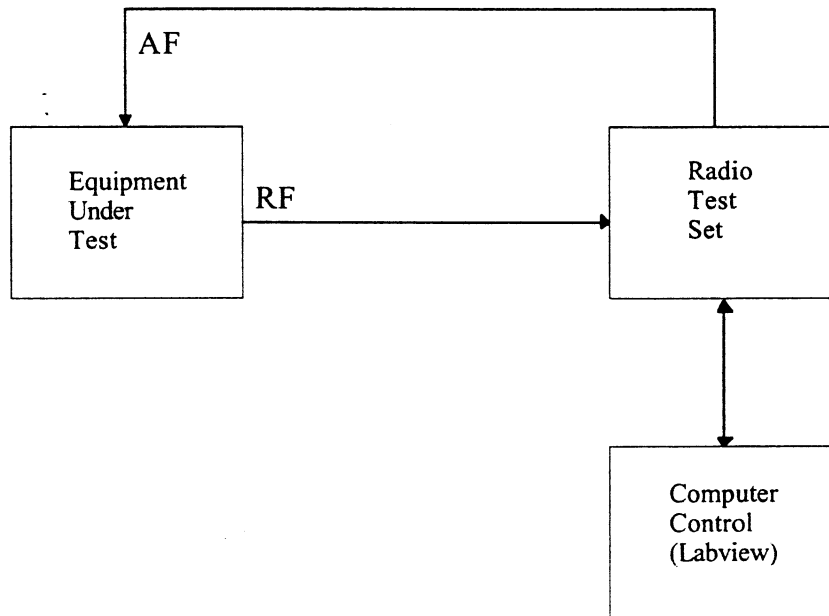 AF
Equipment
Under
Test
RF
Radio
Test
Set
Computer
Control
(Labview)